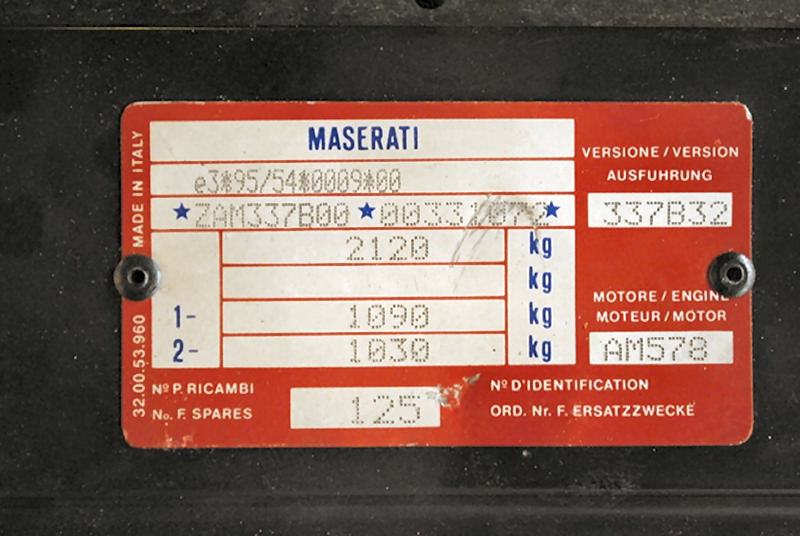 MASERATI
e3*95/54*0009*00
★ZAM337B00★00331072★
2120 kg
kg
1- 1090 kg
2- 1030 kg
Nº P. RICAMBI
No. F. SPARES
125
Nº D'IDENTIFICATION
ORD. Nr. F. ERSATZZWECKE
VERSIONE / VERSION
AUSFUHRUNG
337B32
MOTORE / ENGINE
MOTEUR / MOTOR
AM578
MADE IN ITALY
32.00.53.960